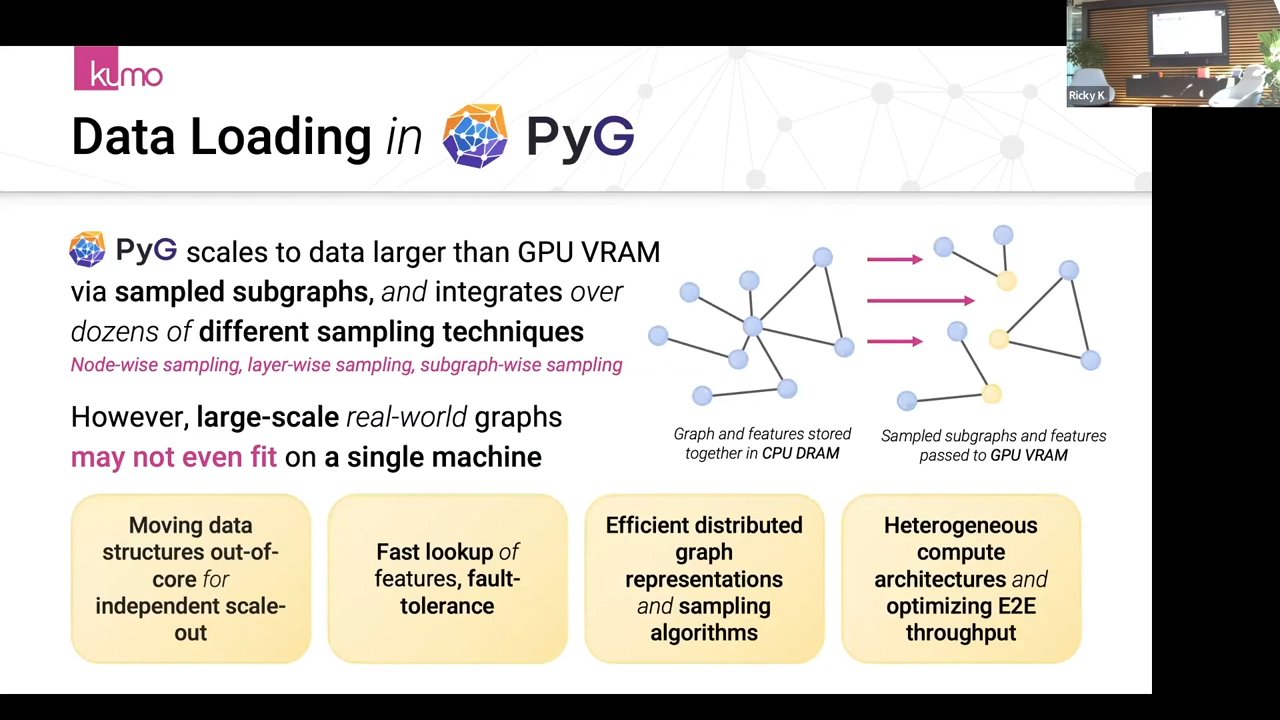 Ricky K
kumo
Data Loading in PyG
PyG scales to data larger than GPU VRAM
via sampled subgraphs, and integrates over
dozens of different sampling techniques
Node-wise sampling, layer-wise sampling, subgraph-wise sampling
However, large-scale real-world graphs
may not even fit on a single machine
Graph and features stored
together in CPU DRAM
Sampled subgraphs and features
passed to GPU VRAM
Moving data
structures out-of-
core for
independent scale-
out
Fast lookup of
features, fault-
tolerance
Efficient distributed
graph
representations
and sampling
algorithms
Heterogeneous
compute
architectures and
optimizing E2E
throughput